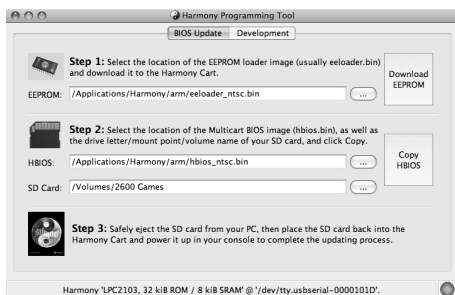 Harmony Programming Tool
BIOS Update Development
Step 1: Select the location of the EEPROM loader image (usually eeloader.bin)
and download it to the Harmony Cart.
Download
EEPROM
EEPROM: /Applications/Harmony/arm/eeloader_ntsc.bin ...
Step 2: Select the location of the Multicart BIOS image (hbios.bin), as well as
the drive letter/mount point/volume name of your SD card, and click Copy.
Copy
HBIOS
HBIOS: /Applications/Harmony/arm/hbios_ntsc.bin ...
SD Card: /Volumes/2600 Games ...
Step 3: Safely eject the SD card from your PC, then place the SD card back into the
Harmony Cart and power it up in your console to complete the updating process.
Harmony 'LPC2103, 32 kiB ROM / 8 kiB SRAM' @ '/dev/tty.usbserial-0000101D'.